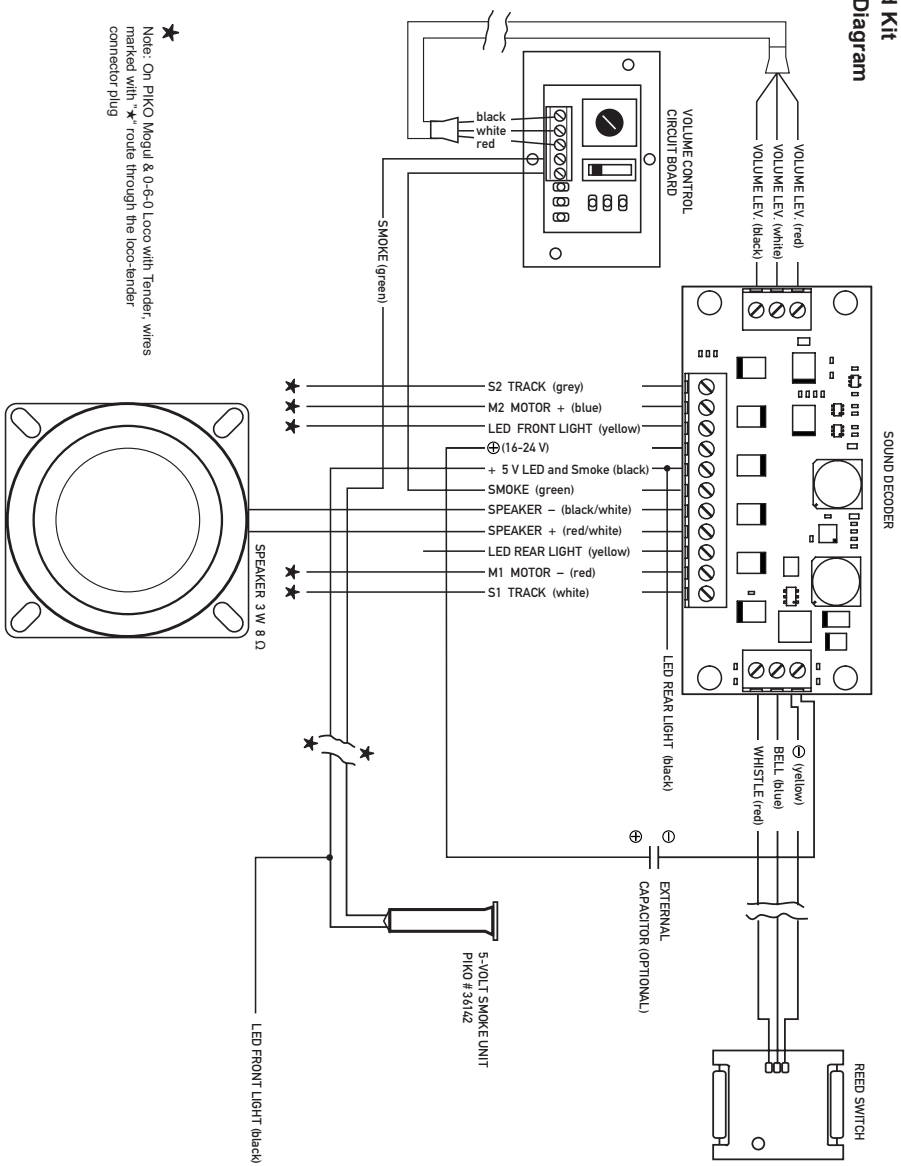 d Kit
Diagram
VOLUME CONTROL
CIRCUIT BOARD
black
white
red
VOLUME LEV. (red)
VOLUME LEV. (white)
VOLUME LEV. (black)
SOUND DECODER
SMOKE (green)
S2 TRACK (grey)
M2 MOTOR + (blue)
LED FRONT LIGHT (yellow)
⊕(16-24 V)
+ 5 V LED and Smoke (black)
SMOKE (green)
SPEAKER – (black/white)
SPEAKER + (red/white)
LED REAR LIGHT (yellow)
M1 MOTOR – (red)
S1 TRACK (white)
SPEAKER 3 W 8 Ω
LED REAR LIGHT (black)
⊖ (yellow)
BELL (blue)
WHISTLE (red)
⊕ ⊖
EXTERNAL
CAPACITOR (OPTIONAL)
5-VOLT SMOKE UNIT
PIKO # 36142
LED FRONT LIGHT (black)
REED SWITCH
★
Note: On PIKO Mogul & 0-6-0 Loco with Tender, wires
marked with "★" route through the loco-tender
connector plug